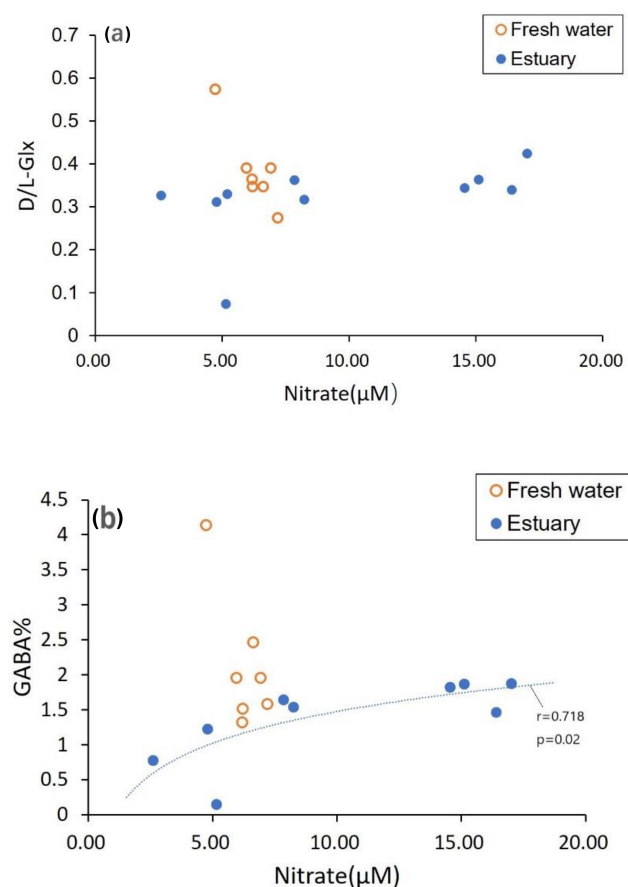 (a)
Fresh water
Estuary
0.7
0.6
0.5
0.4
0.3
0.2
0.1
0
D/L-Glx
0.00 5.00 10.00 15.00 20.00
Nitrate(μM）
(b)
Fresh water
Estuary
4.5
4
3.5
3
2.5
2
1.5
1
0.5
0
GABA%
r=0.718
p=0.02
0.00 5.00 10.00 15.00 20.00
Nitrate(μM)